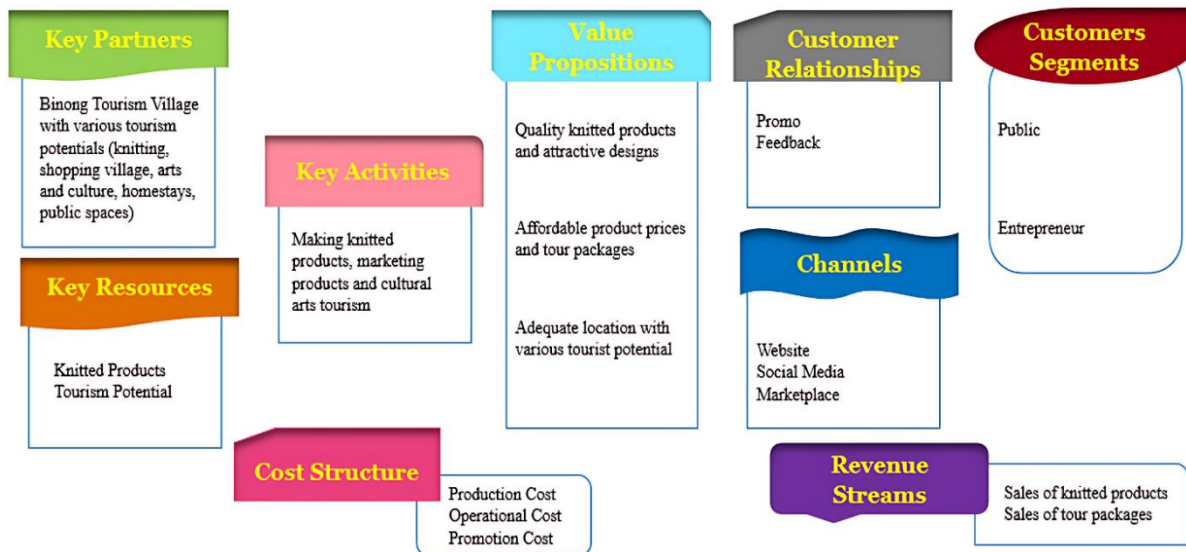 Key Partners
Binong Tourism Village
with various tourism
potentials (knitting,
shopping village, arts
and culture, homestays,
public spaces)
Key Resources
Knitted Products
Tourism Potential
Key Activities
Making knitted
products, marketing
products and cultural
arts tourism
Value
Propositions
Quality knitted products
and attractive designs
Affordable product prices
and tour packages
Adequate location with
various tourist potential
Customer
Relationships
Promo
Feedback
Channels
Website
Social Media
Marketplace
Customers
Segments
Public
Entrepreneur
Cost Structure
Production Cost
Operational Cost
Promotion Cost
Revenue
Streams
Sales of knitted products
Sales of tour packages